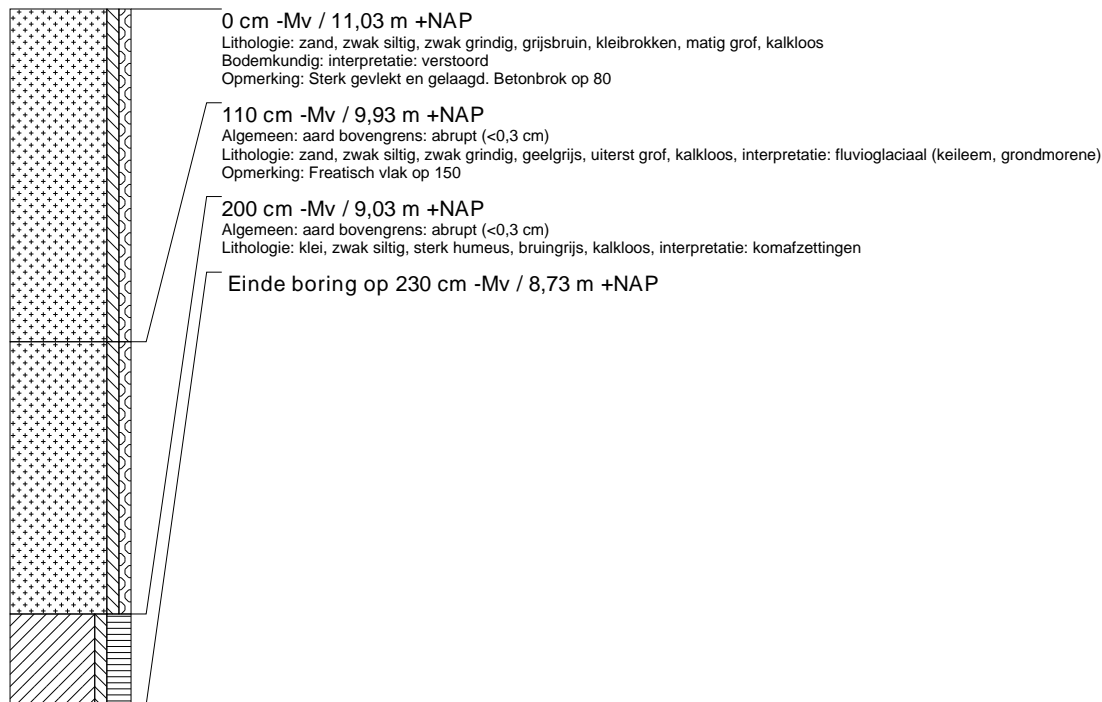 0 cm -Mv / 11,03 m +NAP
Lithologie: zand, zwak siltig, zwak grindig, grijsbruin, kleibrokken, matig grof, kalkloos
Bodemkundig: interpretatie: verstoord
Opmerking: Sterk gevlekt en gelaagd. Betonbrok op 80
110 cm -Mv / 9,93 m +NAP
Algemeen: aard bovengrens: abrupt (<0,3 cm)
Lithologie: zand, zwak siltig, zwak grindig, geelgrijs, uiterst grof, kalkloos, interpretatie: fluvioglaciaal (keileem, grondmorene)
Opmerking: Freatisch vlak op 150
200 cm -Mv / 9,03 m +NAP
Algemeen: aard bovengrens: abrupt (<0,3 cm)
Lithologie: klei, zwak siltig, sterk humeus, bruingrijs, kalkloos, interpretatie: komafzettingen
Einde boring op 230 cm -Mv / 8,73 m +NAP